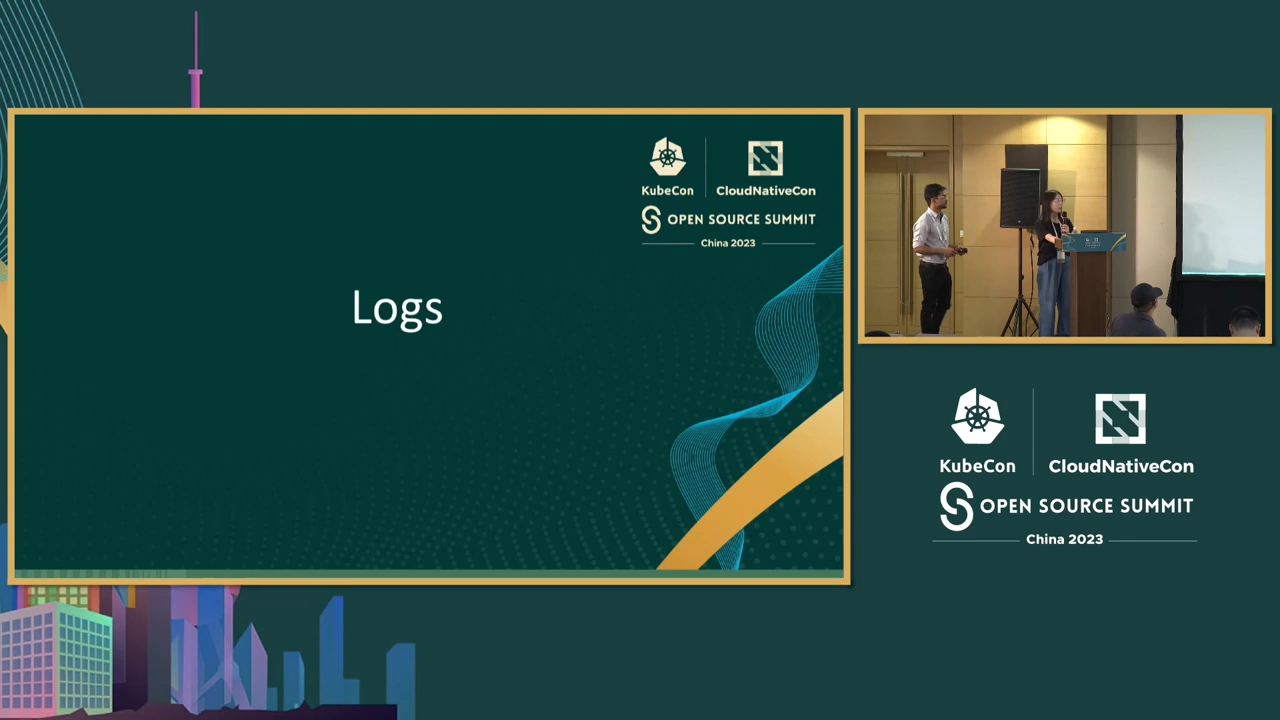 KubeCon
CloudNativeCon
OPEN SOURCE SUMMIT
China 2023
Logs
KubeCon
CloudNativeCon
OPEN SOURCE SUMMIT
China 2023